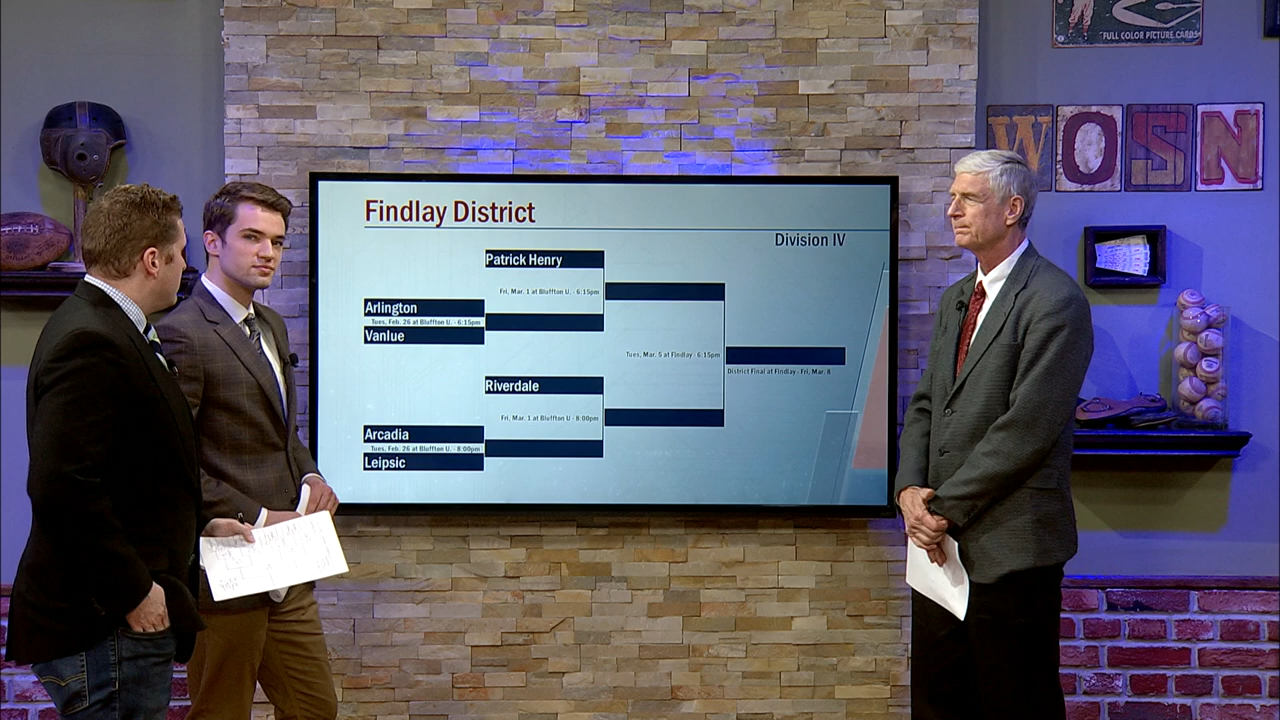 FULL COLOR PICTURE CARDS
WOSN
Findlay District
Division IV
Patrick Henry
Fri, Mar. 1 at Bluffton U. - 6:15pm
Arlington
Tues, Feb. 26 at Bluffton U. - 6:15pm
Vanlue
Tues, Mar. 5 at Findlay - 6:15pm
District Final at Findlay - Fri, Mar. 8
Riverdale
Fri, Mar. 1 at Bluffton U - 8:00pm
Arcadia
Tues, Feb. 26 at Bluffton U. - 8:00pm
Leipsic